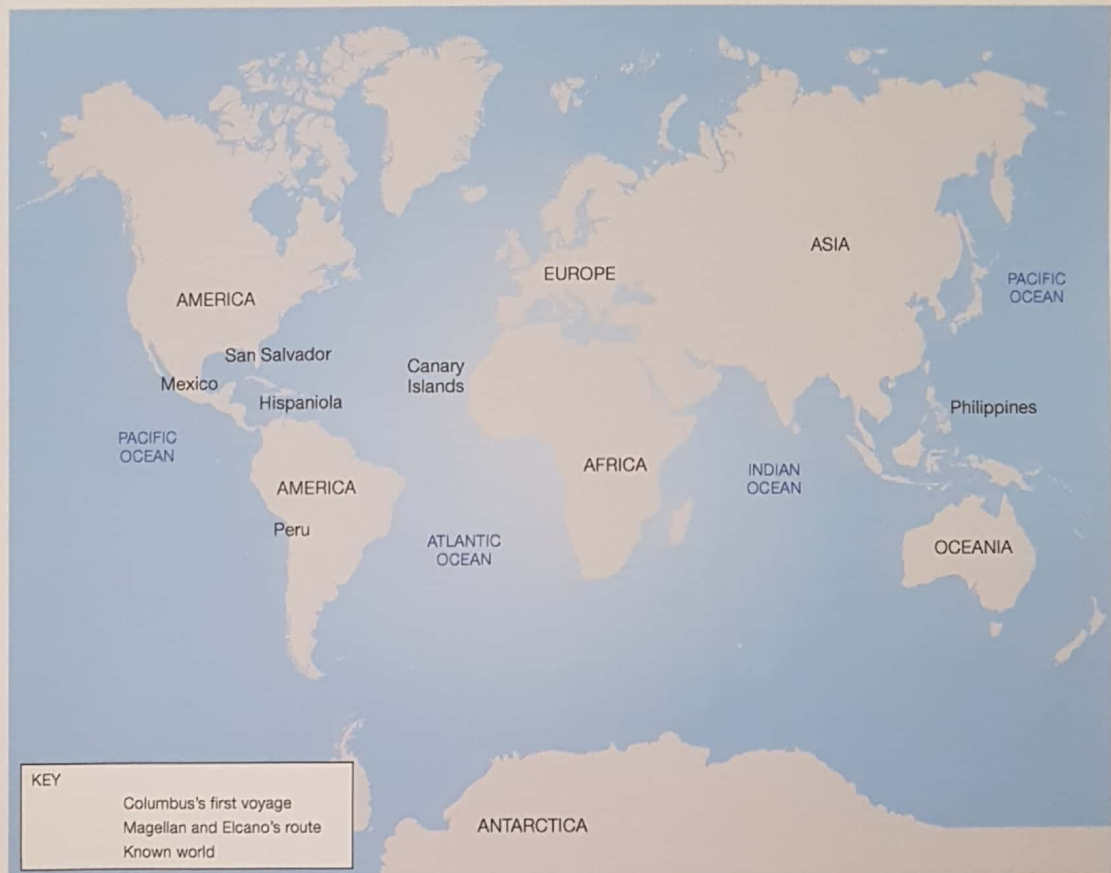 ASIA
EUROPE
PACIFIC
OCEAN
AMERICA
San Salvador
Canary
Islands
Mexico
Hispaniola
Philippines
PACIFIC
OCEAN
AFRICA
INDIAN
OCEAN
AMERICA
Peru
ATLANTIC
OCEAN
OCEANIA
KEY
Columbus's first voyage
Magellan and Elcano's route
Known world
ANTARCTICA